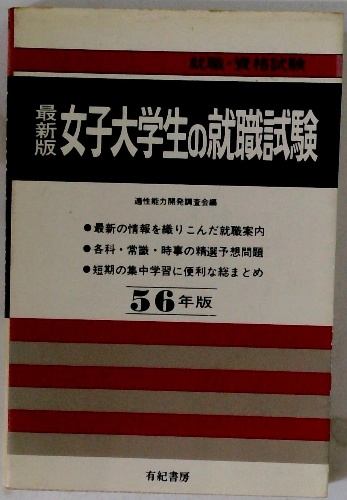 就職・資格試験
最新版 女子大学生の就職試験
適性能力開発調査会編
●最新の情報を織りこんだ就職案内
●各科・常識・時事の精選予想問題
●短期の集中学習に便利な総まとめ
56年版
有紀書房